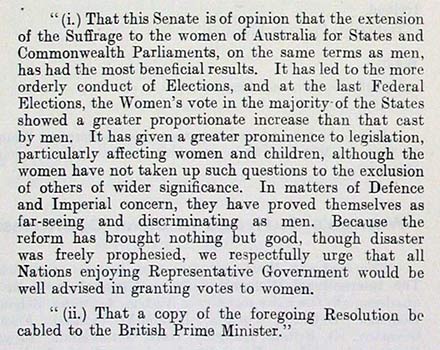 "(i.) That this Senate is of opinion that the extension
of the Suffrage to the women of Australia for States and
Commonwealth Parliaments, on the same terms as men,
has had the most beneficial results. It has led to the more
orderly conduct of Elections, and at the last Federal
Elections, the Women's vote in the majority of the States
showed a greater proportionate increase than that cast
by men. It has given a greater prominence to legislation,
particularly affecting women and children, although the
women have not taken up such questions to the exclusion
of others of wider significance. In matters of Defence
and Imperial concern, they have proved themselves as
far-seeing and discriminating as men. Because the
reform has brought nothing but good, though disaster
was freely prophesied, we respectfully urge that all
Nations enjoying Representative Government would be
well advised in granting votes to women.
"(ii.) That a copy of the foregoing Resolution be
cabled to the British Prime Minister."